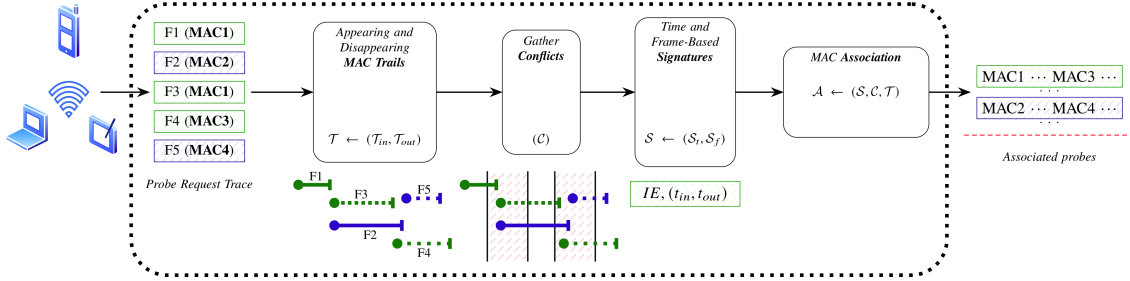 F1 (MAC1)
F2 (MAC2)
F3 (MAC1)
F4 (MAC3)
F5 (MAC4)
Probe Request Trace
Appearing and
Disappearing
MAC Trails
𝒯 ← (𝒯in, 𝒯out)
Gather
Conflicts
(𝒞)
Time and
Frame-Based
Signatures
𝒮 ← (𝒮t, 𝒮f)
MAC Association
𝒜 ← (𝒮, 𝒞, 𝒯)
MAC1 ··· MAC3 ···
···
MAC2 ··· MAC4 ···
···
Associated probes
F1
F3
F5
F2
F4
IE, (tin, tout)